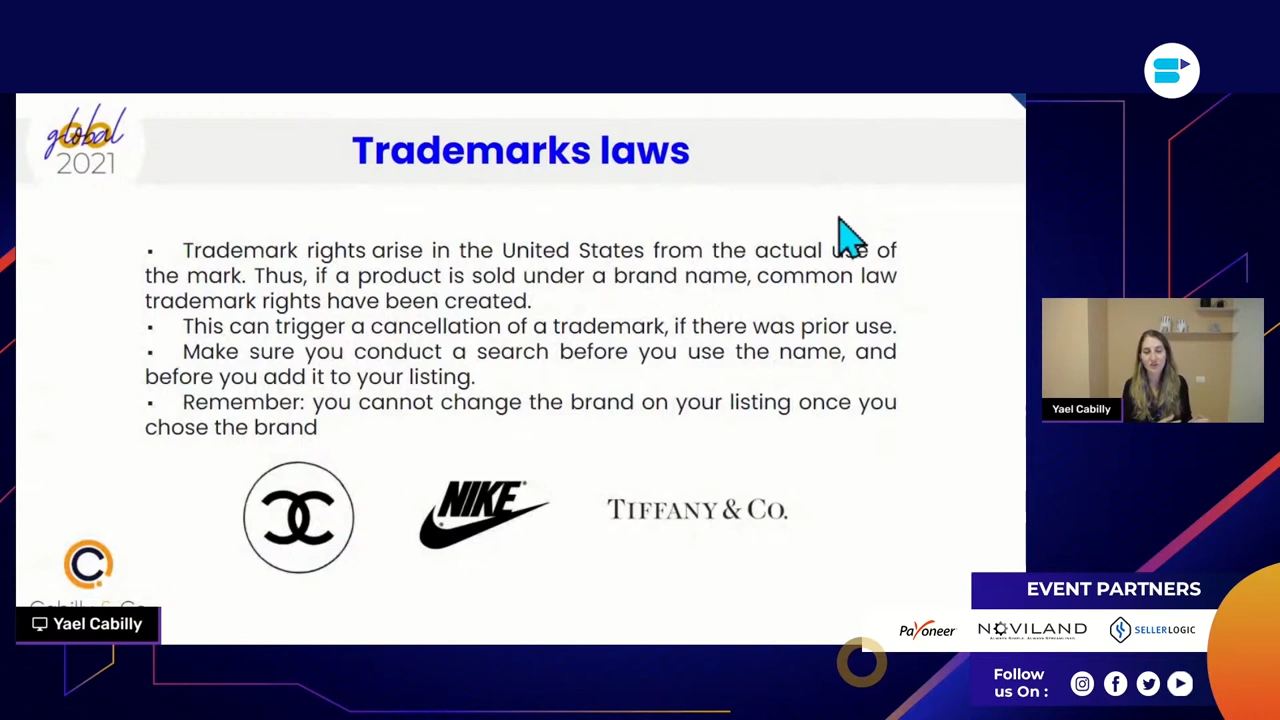 global
2021
Trademarks laws
▪ Trademark rights arise in the United States from the actual use of
the mark. Thus, if a product is sold under a brand name, common law
trademark rights have been created.
▪ This can trigger a cancellation of a trademark, if there was prior use.
▪ Make sure you conduct a search before you use the name, and
before you add it to your listing.
▪ Remember: you cannot change the brand on your listing once you
chose the brand
NIKE
TIFFANY & CO.
Yael Cabilly
Yael Cabilly
EVENT PARTNERS
Payoneer
NOVILAND
ALWAYS SIMPLE. ALWAYS STREAMLINED.
SELLERLOGIC
Follow
us On :